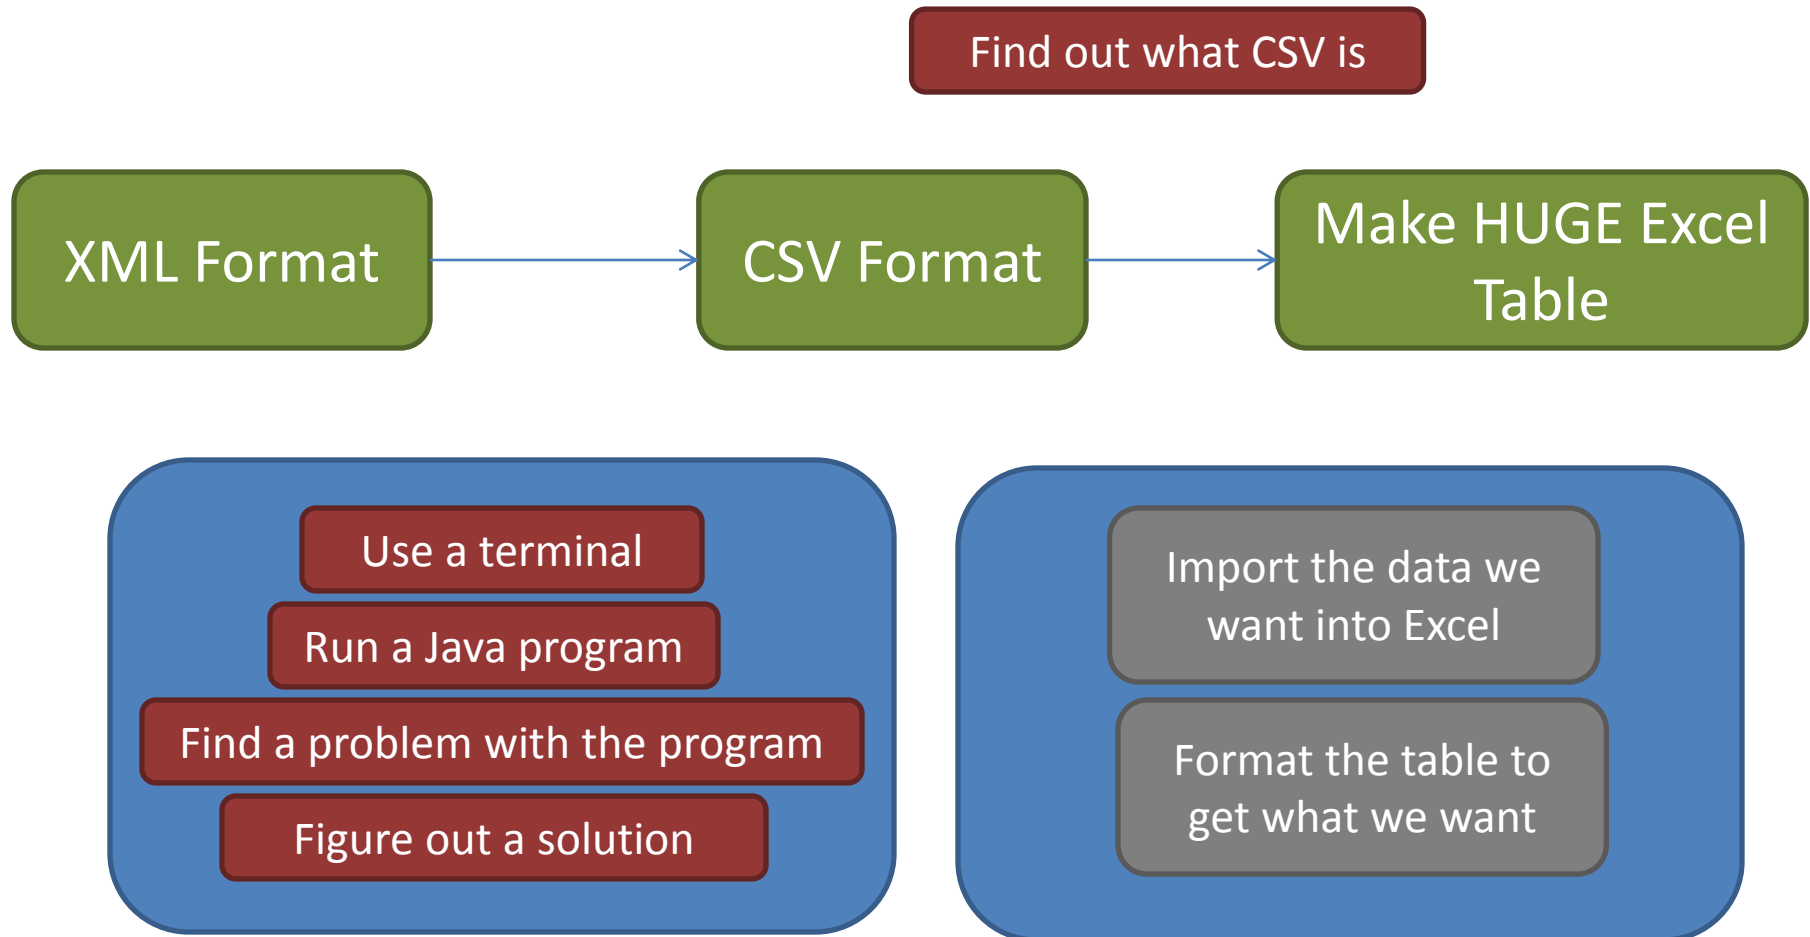 Find out what CSV is
XML Format
CSV Format
Make HUGE Excel
Table
Use a terminal
Run a Java program
Find a problem with the program
Figure out a solution
Import the data we
want into Excel
Format the table to
get what we want